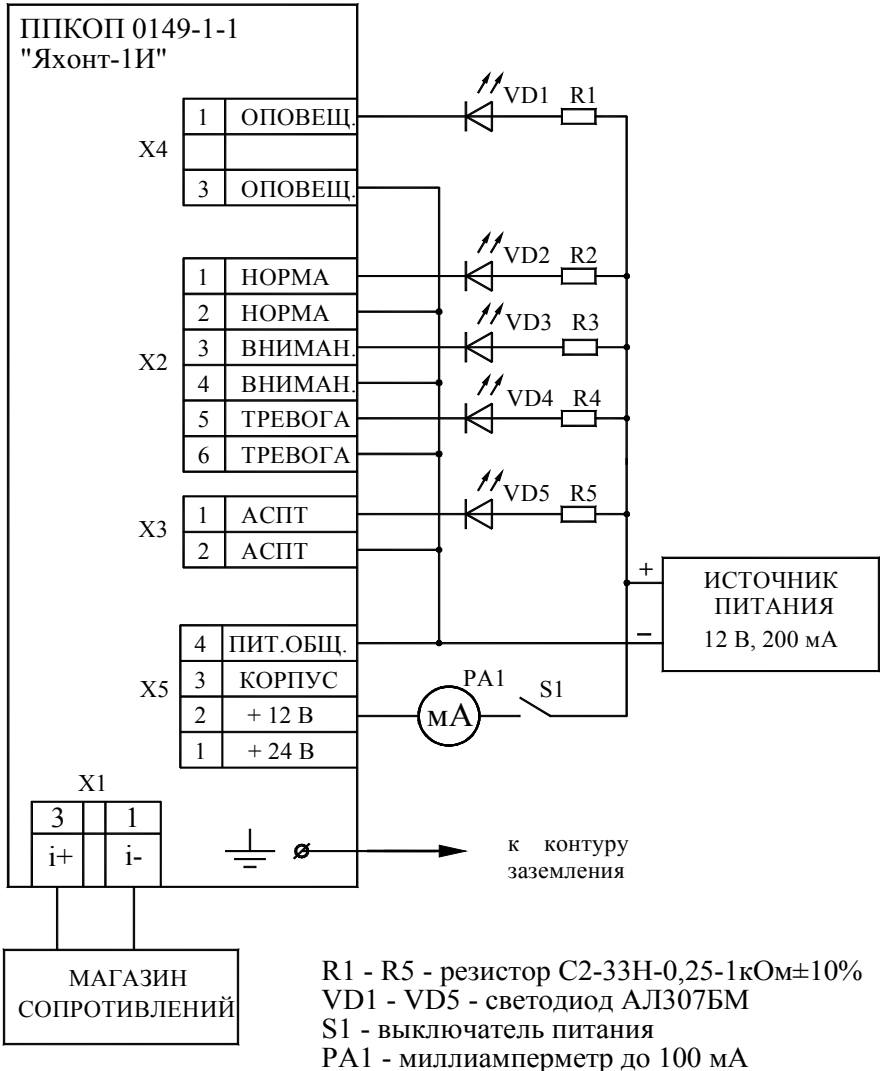 ППКОП 0149-1-1
"Яхонт-1И"
X4
1 ОПОВЕЩ.
3 ОПОВЕЩ.
VD1 R1
X2
1 НОРМА
2 НОРМА
3 ВНИМАН.
4 ВНИМАН.
5 ТРЕВОГА
6 ТРЕВОГА
VD2 R2
VD3 R3
VD4 R4
X3
1 АСПТ
2 АСПТ
VD5 R5
X5
4 ПИТ.ОБЩ.
3 КОРПУС
2 + 12 В
1 + 24 В
PA1
мА
S1
+
–
ИСТОЧНИК
ПИТАНИЯ
12 В, 200 мА
X1
3 1
i+ i-
к контуру
заземления
МАГАЗИН
СОПРОТИВЛЕНИЙ
R1 - R5 - резистор С2-33Н-0,25-1кОм±10%
VD1 - VD5 - светодиод АЛ307БМ
S1 - выключатель питания
PA1 - миллиамперметр до 100 мА